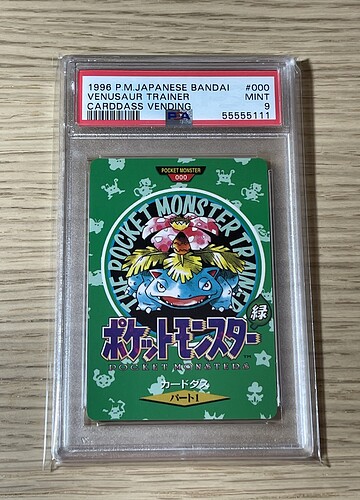 1996 P.M.JAPANESE BANDAI #000
VENUSAUR TRAINER MINT
CARDDASS VENDING 9
PSA 55555111
POCKET MONSTER
000
THE POCKET MONSTER TRAINER
ポケットモンスター
緑
POCKET MONSTERS
TM
カードダス
パート1